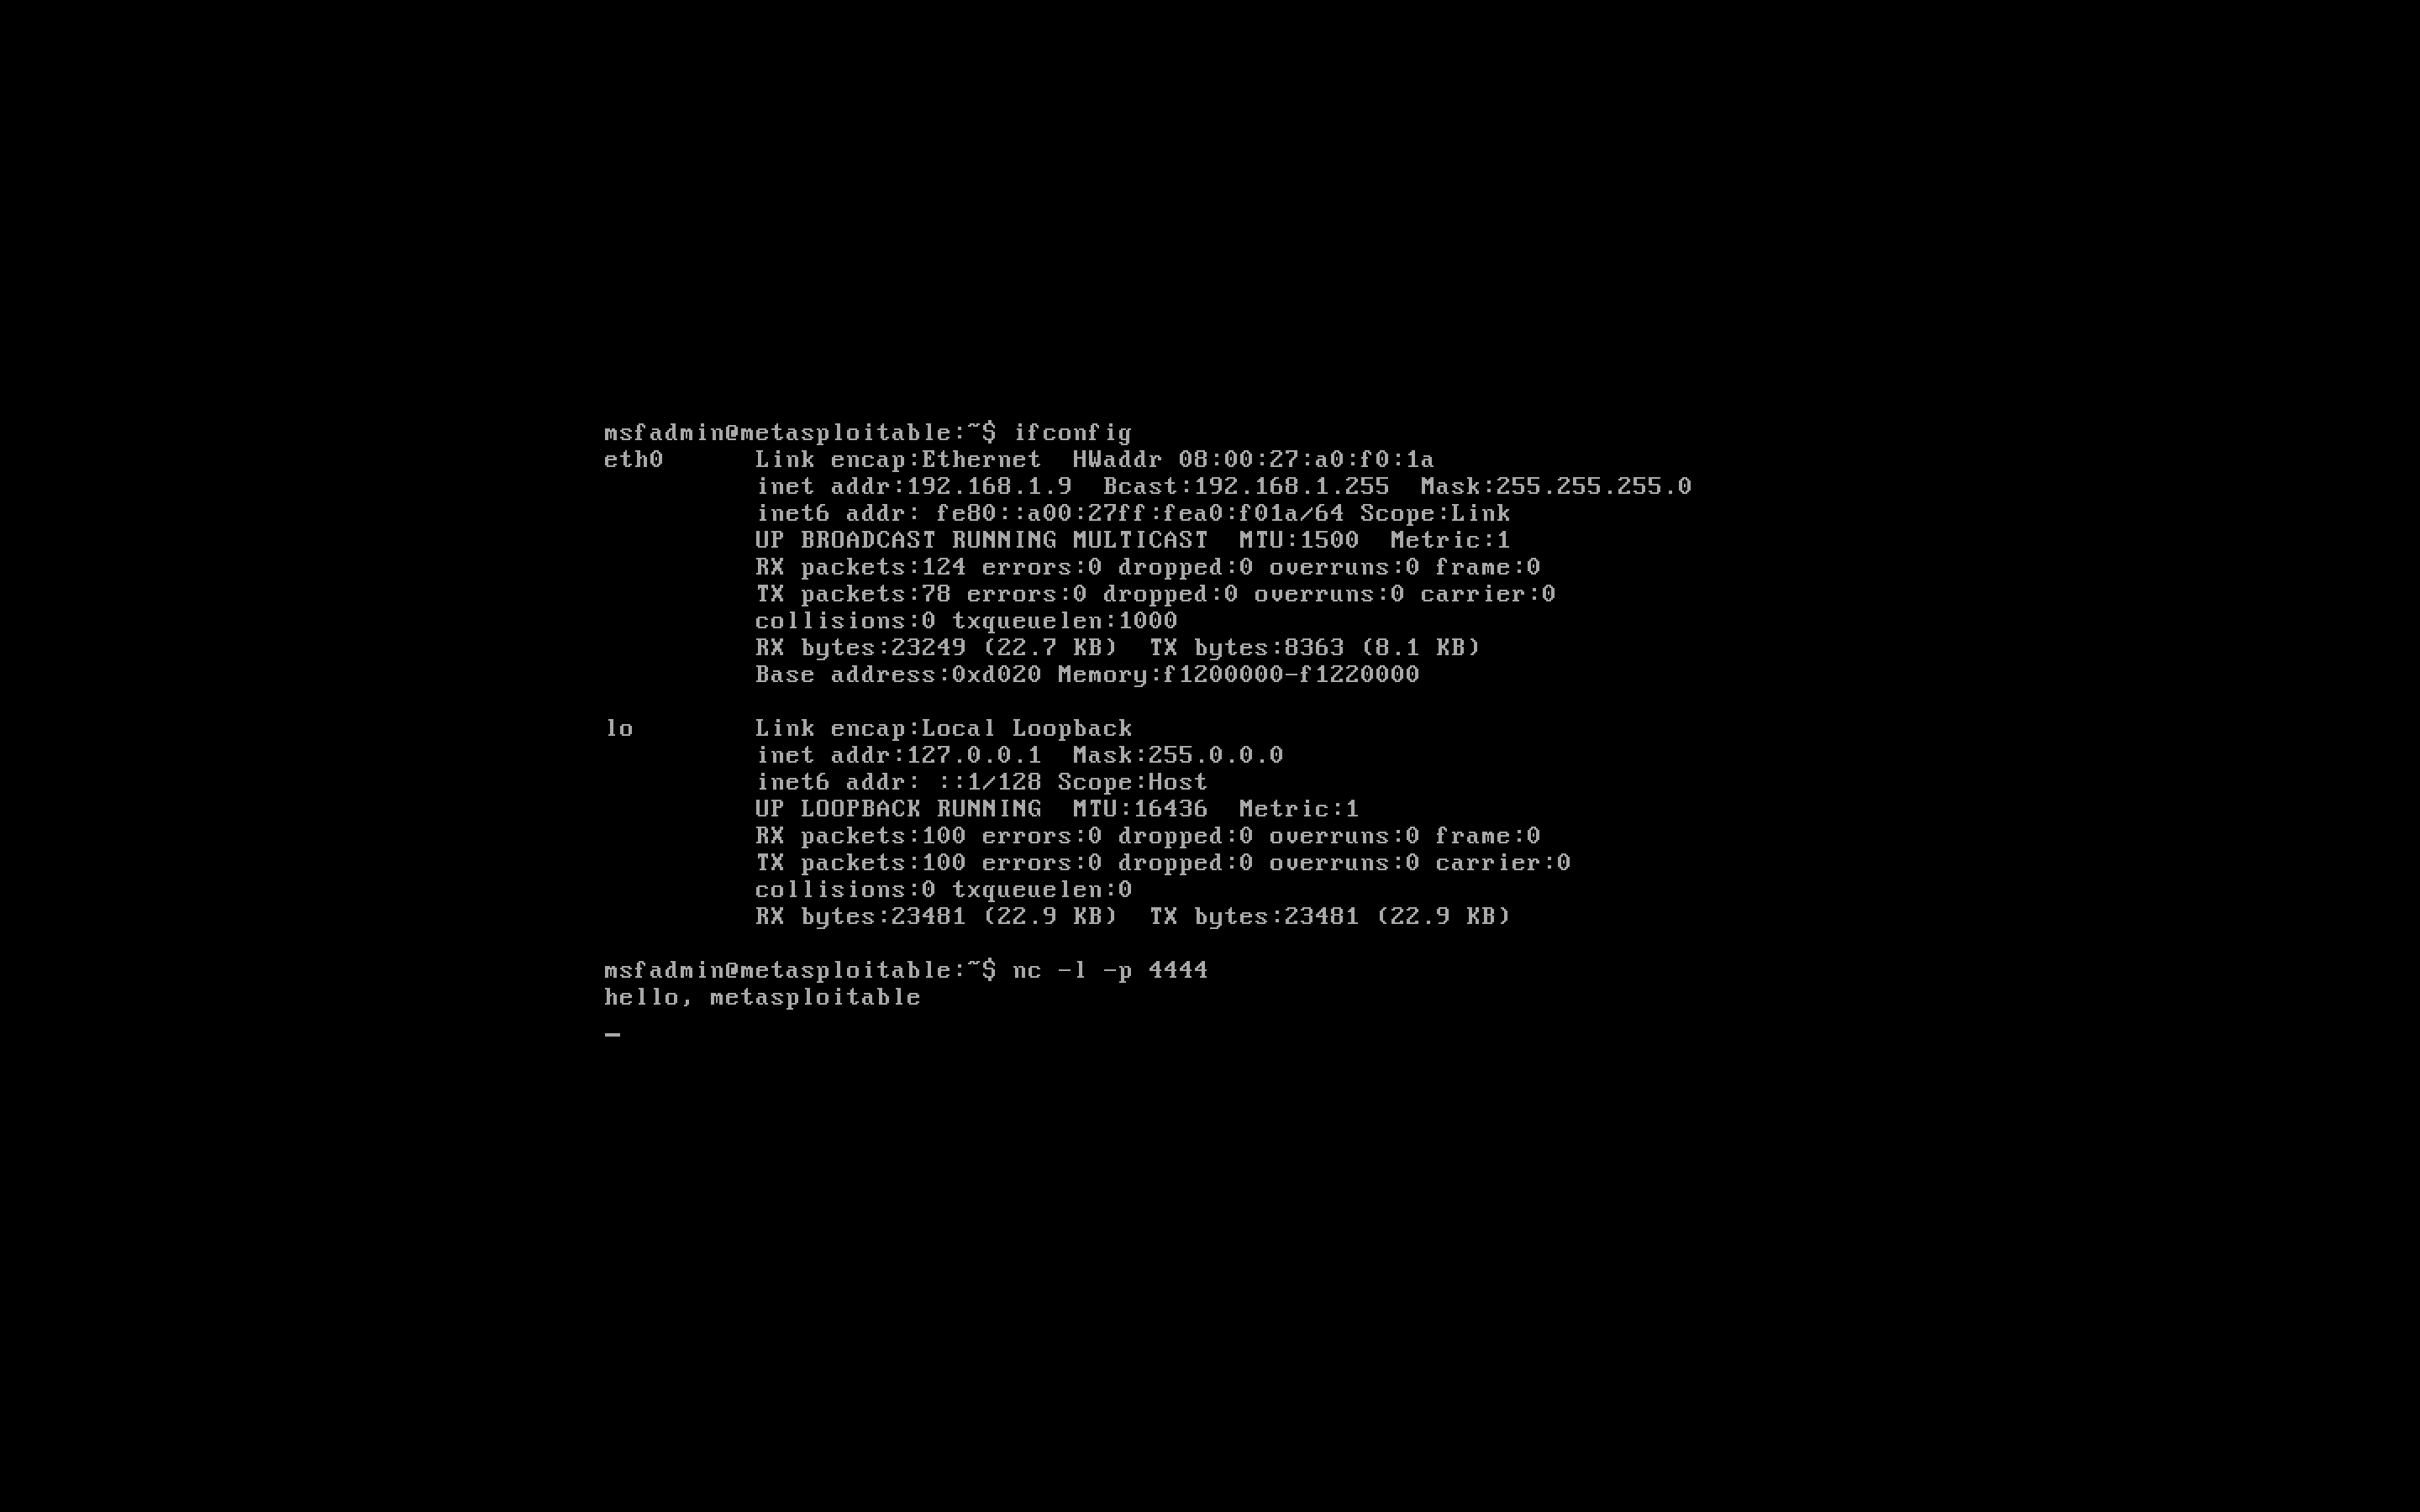 msfadmin@metasploitable:~$ ifconfig
eth0      Link encap:Ethernet  HWaddr 08:00:27:a0:f0:1a
          inet addr:192.168.1.9  Bcast:192.168.1.255  Mask:255.255.255.0
          inet6 addr: fe80::a00:27ff:fea0:f01a/64 Scope:Link
          UP BROADCAST RUNNING MULTICAST  MTU:1500  Metric:1
          RX packets:124 errors:0 dropped:0 overruns:0 frame:0
          TX packets:78 errors:0 dropped:0 overruns:0 carrier:0
          collisions:0 txqueuelen:1000
          RX bytes:23249 (22.7 KB)  TX bytes:8363 (8.1 KB)
          Base address:0xd020 Memory:f1200000-f1220000

lo        Link encap:Local Loopback
          inet addr:127.0.0.1  Mask:255.0.0.0
          inet6 addr: ::1/128 Scope:Host
          UP LOOPBACK RUNNING  MTU:16436  Metric:1
          RX packets:100 errors:0 dropped:0 overruns:0 frame:0
          TX packets:100 errors:0 dropped:0 overruns:0 carrier:0
          collisions:0 txqueuelen:0
          RX bytes:23481 (22.9 KB)  TX bytes:23481 (22.9 KB)

msfadmin@metasploitable:~$ nc -l -p 4444
hello, metasploitable
_